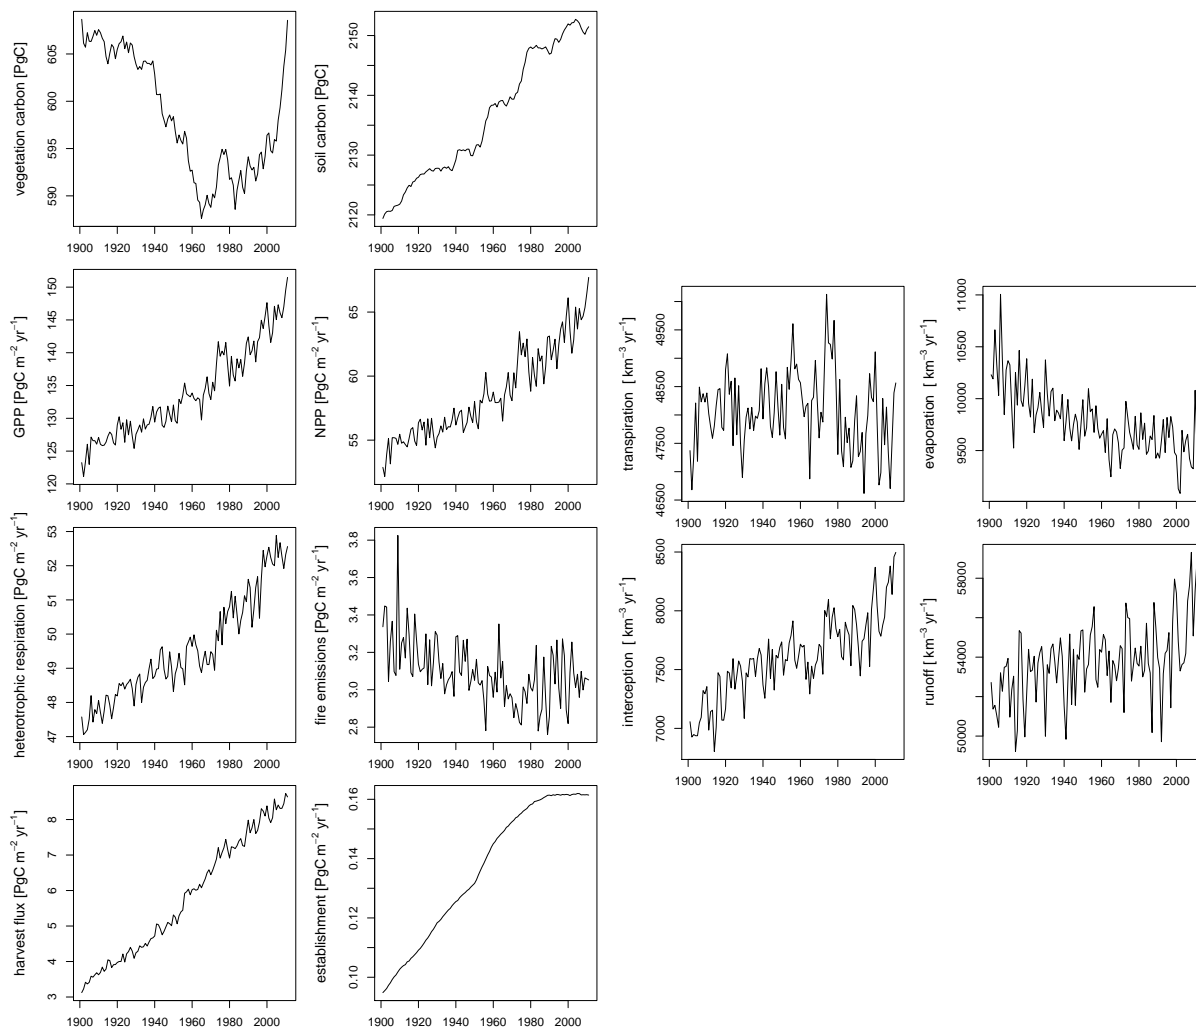 vegetation carbon [PgC]
590 595 600 605
1900 1920 1940 1960 1980 2000
soil carbon [PgC]
2120 2130 2140 2150
1900 1920 1940 1960 1980 2000
GPP [PgC m−2 yr−1]
120 125 130 135 140 145 150
1900 1920 1940 1960 1980 2000
NPP [PgC m−2 yr−1]
55 60 65
1900 1920 1940 1960 1980 2000
transpiration [ km−3 yr−1]
46500 47500 48500 49500
1900 1920 1940 1960 1980 2000
evaporation [ km−3 yr−1]
9500 10000 10500 11000
1900 1920 1940 1960 1980 2000
heterotrophic respiration [PgC m−2 yr−1]
47 48 49 50 51 52 53
1900 1920 1940 1960 1980 2000
fire emissions [PgC m−2 yr−1]
2.8 3.0 3.2 3.4 3.6 3.8
1900 1920 1940 1960 1980 2000
interception [ km−3 yr−1]
7000 7500 8000 8500
1900 1920 1940 1960 1980 2000
runoff [ km−3 yr−1]
50000 54000 58000
1900 1920 1940 1960 1980 2000
harvest flux [PgC m−2 yr−1]
3 4 5 6 7 8
1900 1920 1940 1960 1980 2000
establishment [PgC m−2 yr−1]
0.10 0.12 0.14 0.16
1900 1920 1940 1960 1980 2000